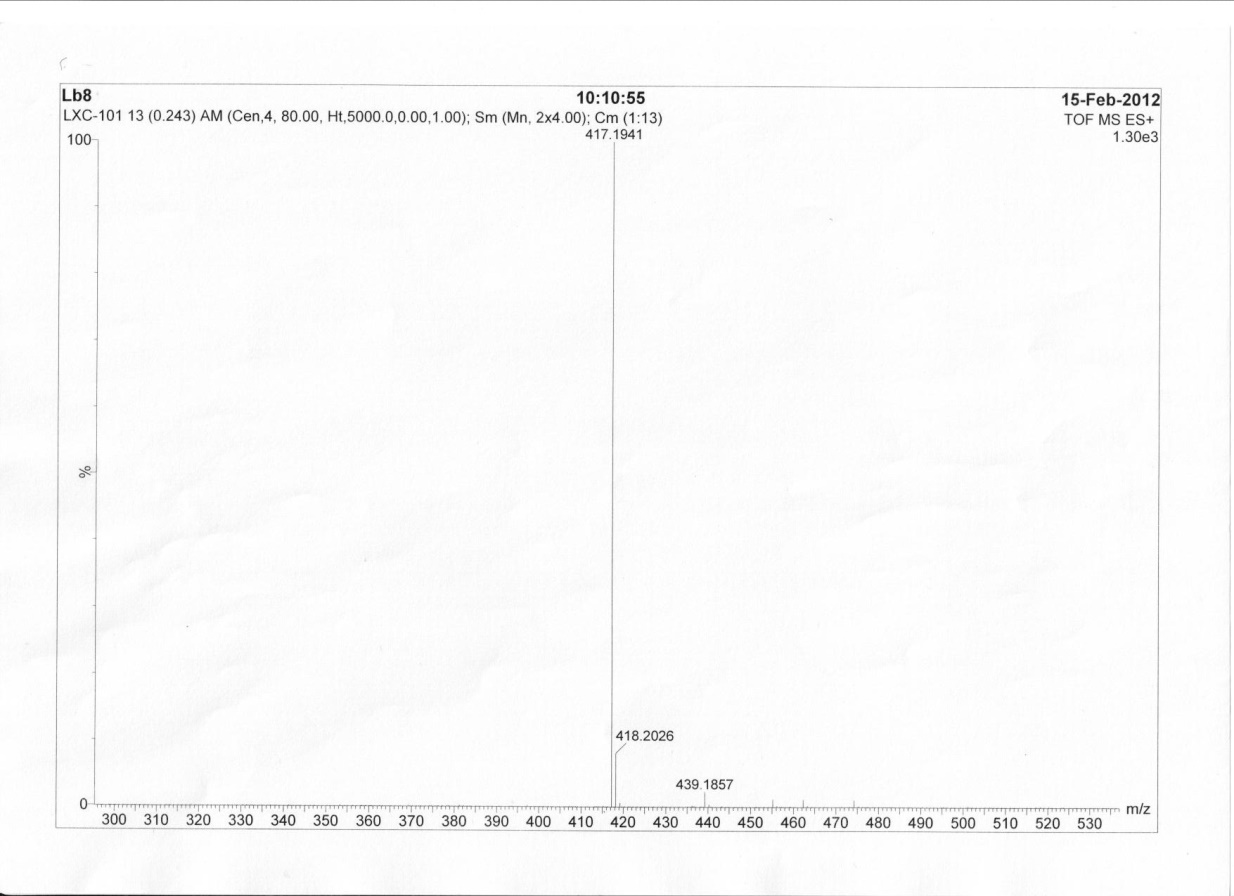 Lb8 10:10:55 15-Feb-2012
LXC-101 13 (0.243) AM (Cen,4, 80.00, Ht,5000.0,0.00,1.00); Sm (Mn, 2x4.00); Cm (1:13) TOF MS ES+
417.1941 1.30e3
100
%
418.2026
439.1857
0
m/z
300 310 320 330 340 350 360 370 380 390 400 410 420 430 440 450 460 470 480 490 500 510 520 530